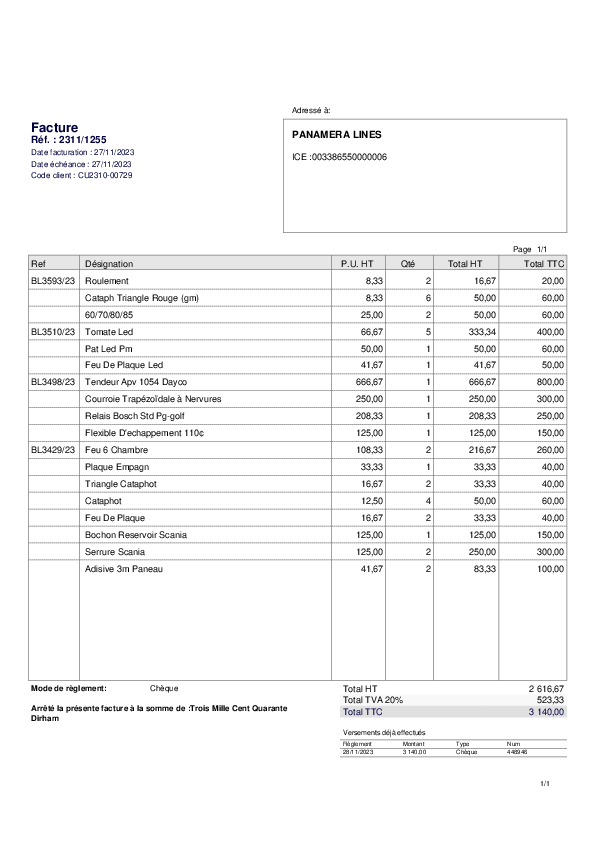 Adressé à:
Facture
Réf. : 2311/1255
Date facturation : 27/11/2023
Date échéance : 27/11/2023
Code client : CU2310-00729
PANAMERA LINES
ICE :003386550000006
Page 1/1
Ref Désignation P.U. HT Qté Total HT Total TTC
BL3593/23 Roulement 8,33 2 16,67 20,00
Cataph Triangle Rouge (gm) 8,33 6 50,00 60,00
60/70/80/85 25,00 2 50,00 60,00
BL3510/23 Tomate Led 66,67 5 333,34 400,00
Pat Led Pm 50,00 1 50,00 60,00
Feu De Plaque Led 41,67 1 41,67 50,00
BL3498/23 Tendeur Apv 1054 Dayco 666,67 1 666,67 800,00
Courroie Trapézoïdale à Nervures 250,00 1 250,00 300,00
Relais Bosch Std Pg-golf 208,33 1 208,33 250,00
Flexible D'echappement 110¢ 125,00 1 125,00 150,00
BL3429/23 Feu 6 Chambre 108,33 2 216,67 260,00
Plaque Empagn 33,33 1 33,33 40,00
Triangle Cataphot 16,67 2 33,33 40,00
Cataphot 12,50 4 50,00 60,00
Feu De Plaque 16,67 2 33,33 40,00
Bochon Reservoir Scania 125,00 1 125,00 150,00
Serrure Scania 125,00 2 250,00 300,00
Adisive 3m Paneau 41,67 2 83,33 100,00
Mode de règlement: Chèque
Total HT 2 616,67
Total TVA 20% 523,33
Total TTC 3 140,00
Arrêté la présente facture à la somme de :Trois Mille Cent Quarante
Dirham
Versements déjà effectués
Règlement Montant Type Num
28/11/2023 3 140,00 Chèque 448946
1/1